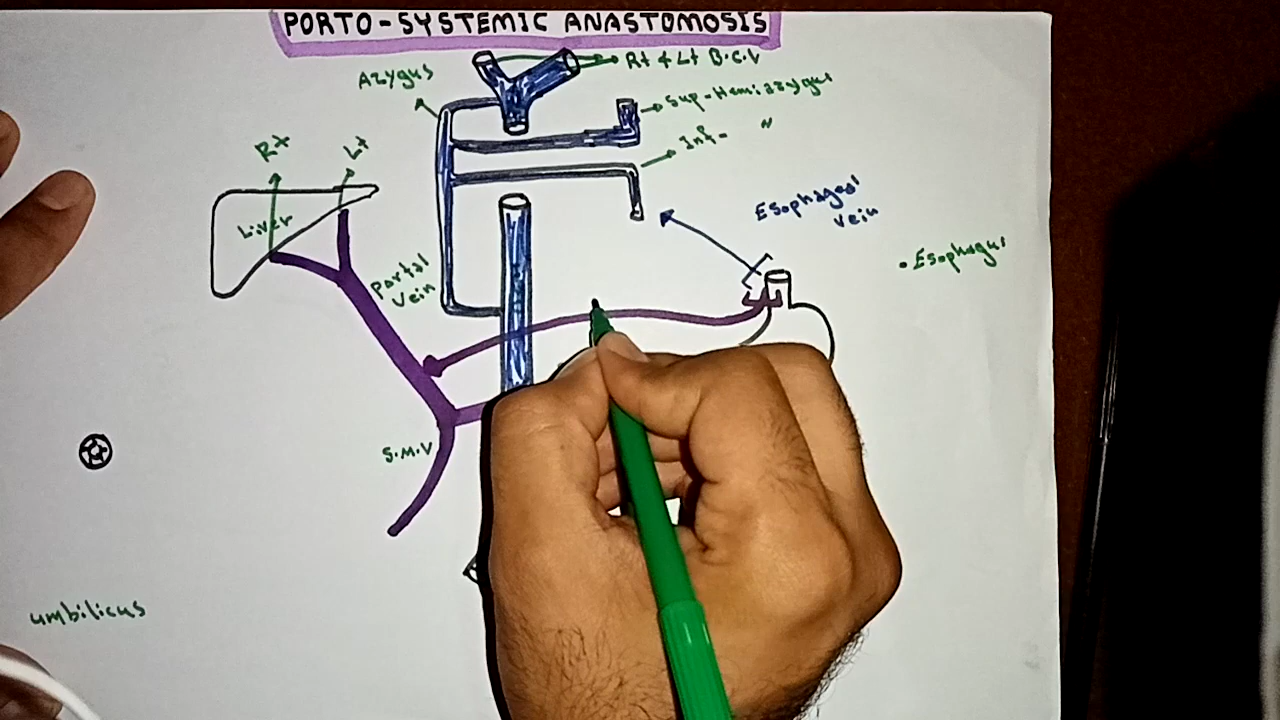 PORTO-SYSTEMIC ANASTOMOSIS
Rt & Lt B.C.V
Azygus
Sup-Hemiazygus
Inf- "
Rt
Lt
Liver
Portal
Vein
Esophageal
vein
• Esophagus
S.M.V
umbilicus